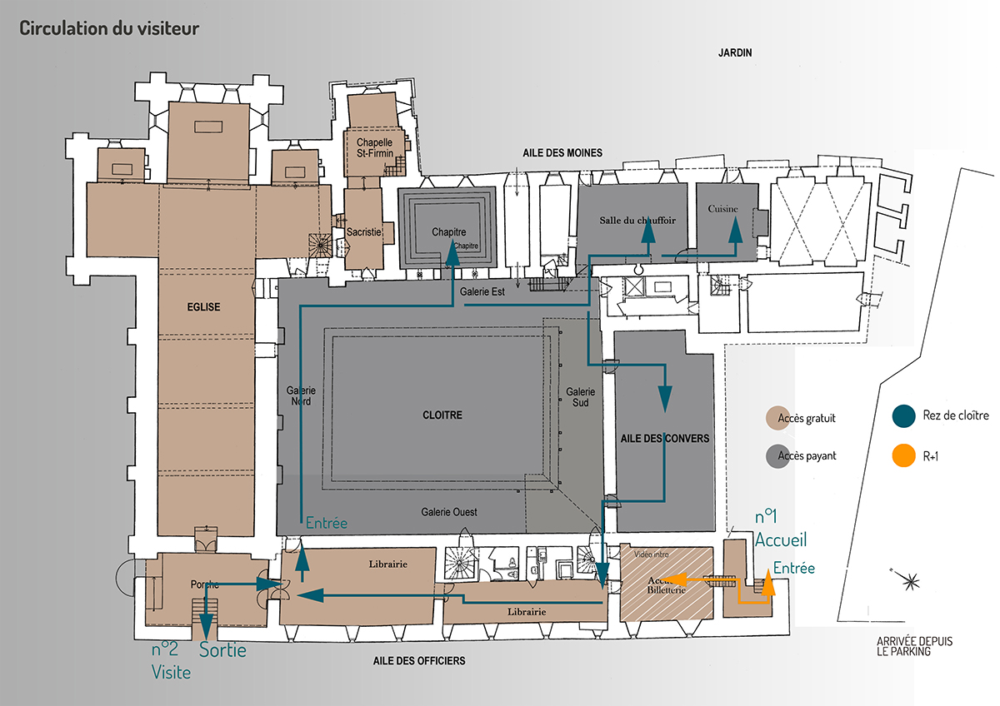 Circulation du visiteur
JARDIN
AILE DES MOINES
Chapelle
St-Firmin
Sacristie
Chapitre
Chapitre
Salle du chauffoir
Cuisine
Galerie Est
EGLISE
Galerie
Nord
CLOITRE
Galerie
Sud
AILE DES CONVERS
Accès gratuit
Rez de cloître
Accès payant
R+1
Galerie Ouest
Entrée
n°1
Accueil
Entrée
Vidéo intro
Librairie
Accueil
Billetterie
Porche
Librairie
n°2
Visite
Sortie
AILE DES OFFICIERS
ARRIVÉE DEPUIS
LE PARKING